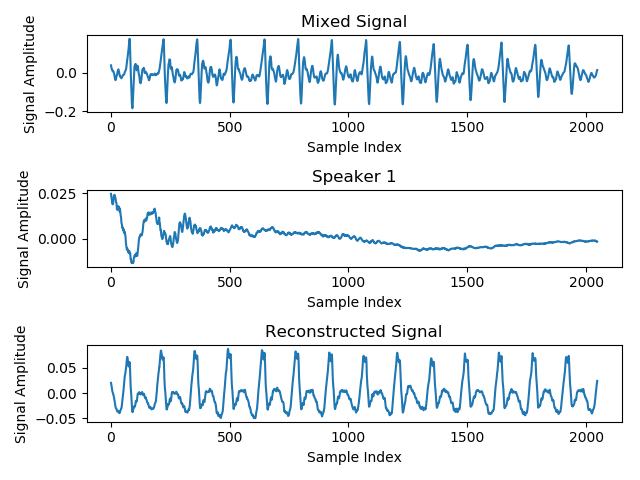 Mixed Signal
Signal Amplitude
0.0
−0.2
0 500 1000 1500 2000
Sample Index
Speaker 1
Signal Amplitude
0.025
0.000
0 500 1000 1500 2000
Sample Index
Reconstructed Signal
Signal Amplitude
0.05
0.00
−0.05
0 500 1000 1500 2000
Sample Index